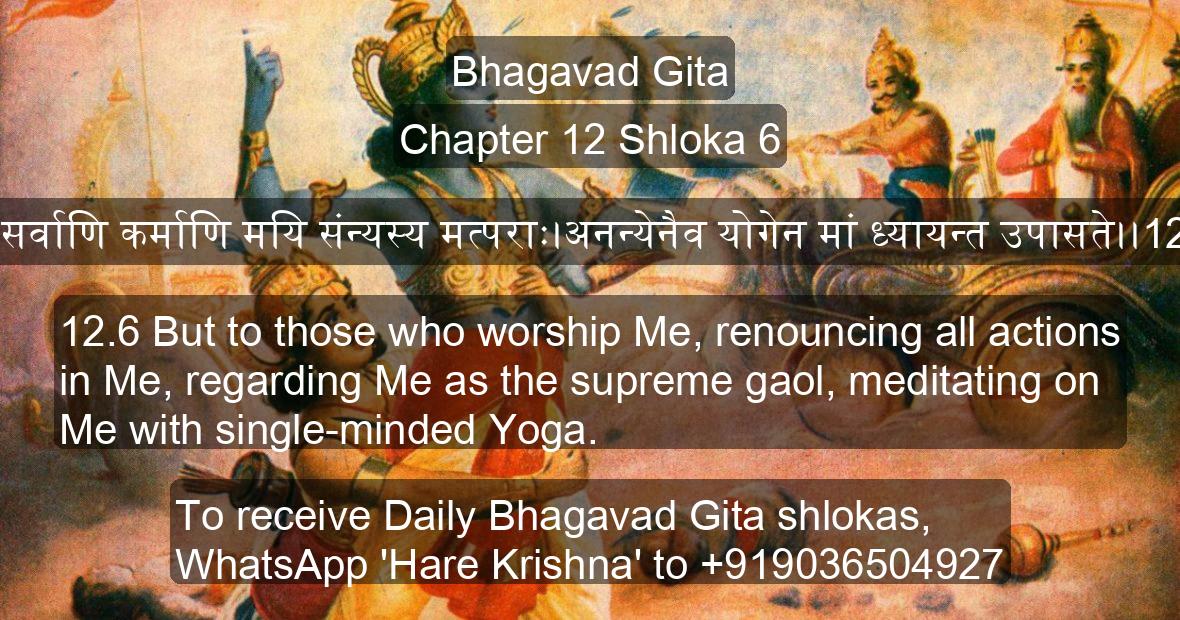 Bhagavad Gita
Chapter 12 Shloka 6
सर्वाणि कर्माणि मयि संन्यस्य मत्पराः।अनन्येनैव योगेन मां ध्यायन्त उपासते।।12
12.6 But to those who worship Me, renouncing all actions
in Me, regarding Me as the supreme gaol, meditating on
Me with single-minded Yoga.
To receive Daily Bhagavad Gita shlokas,
WhatsApp 'Hare Krishna' to +919036504927